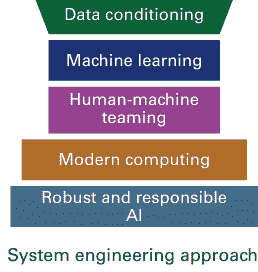 Data conditioning
Machine learning
Human-machine
teaming
Modern computing
Robust and responsible
AI
System engineering approach